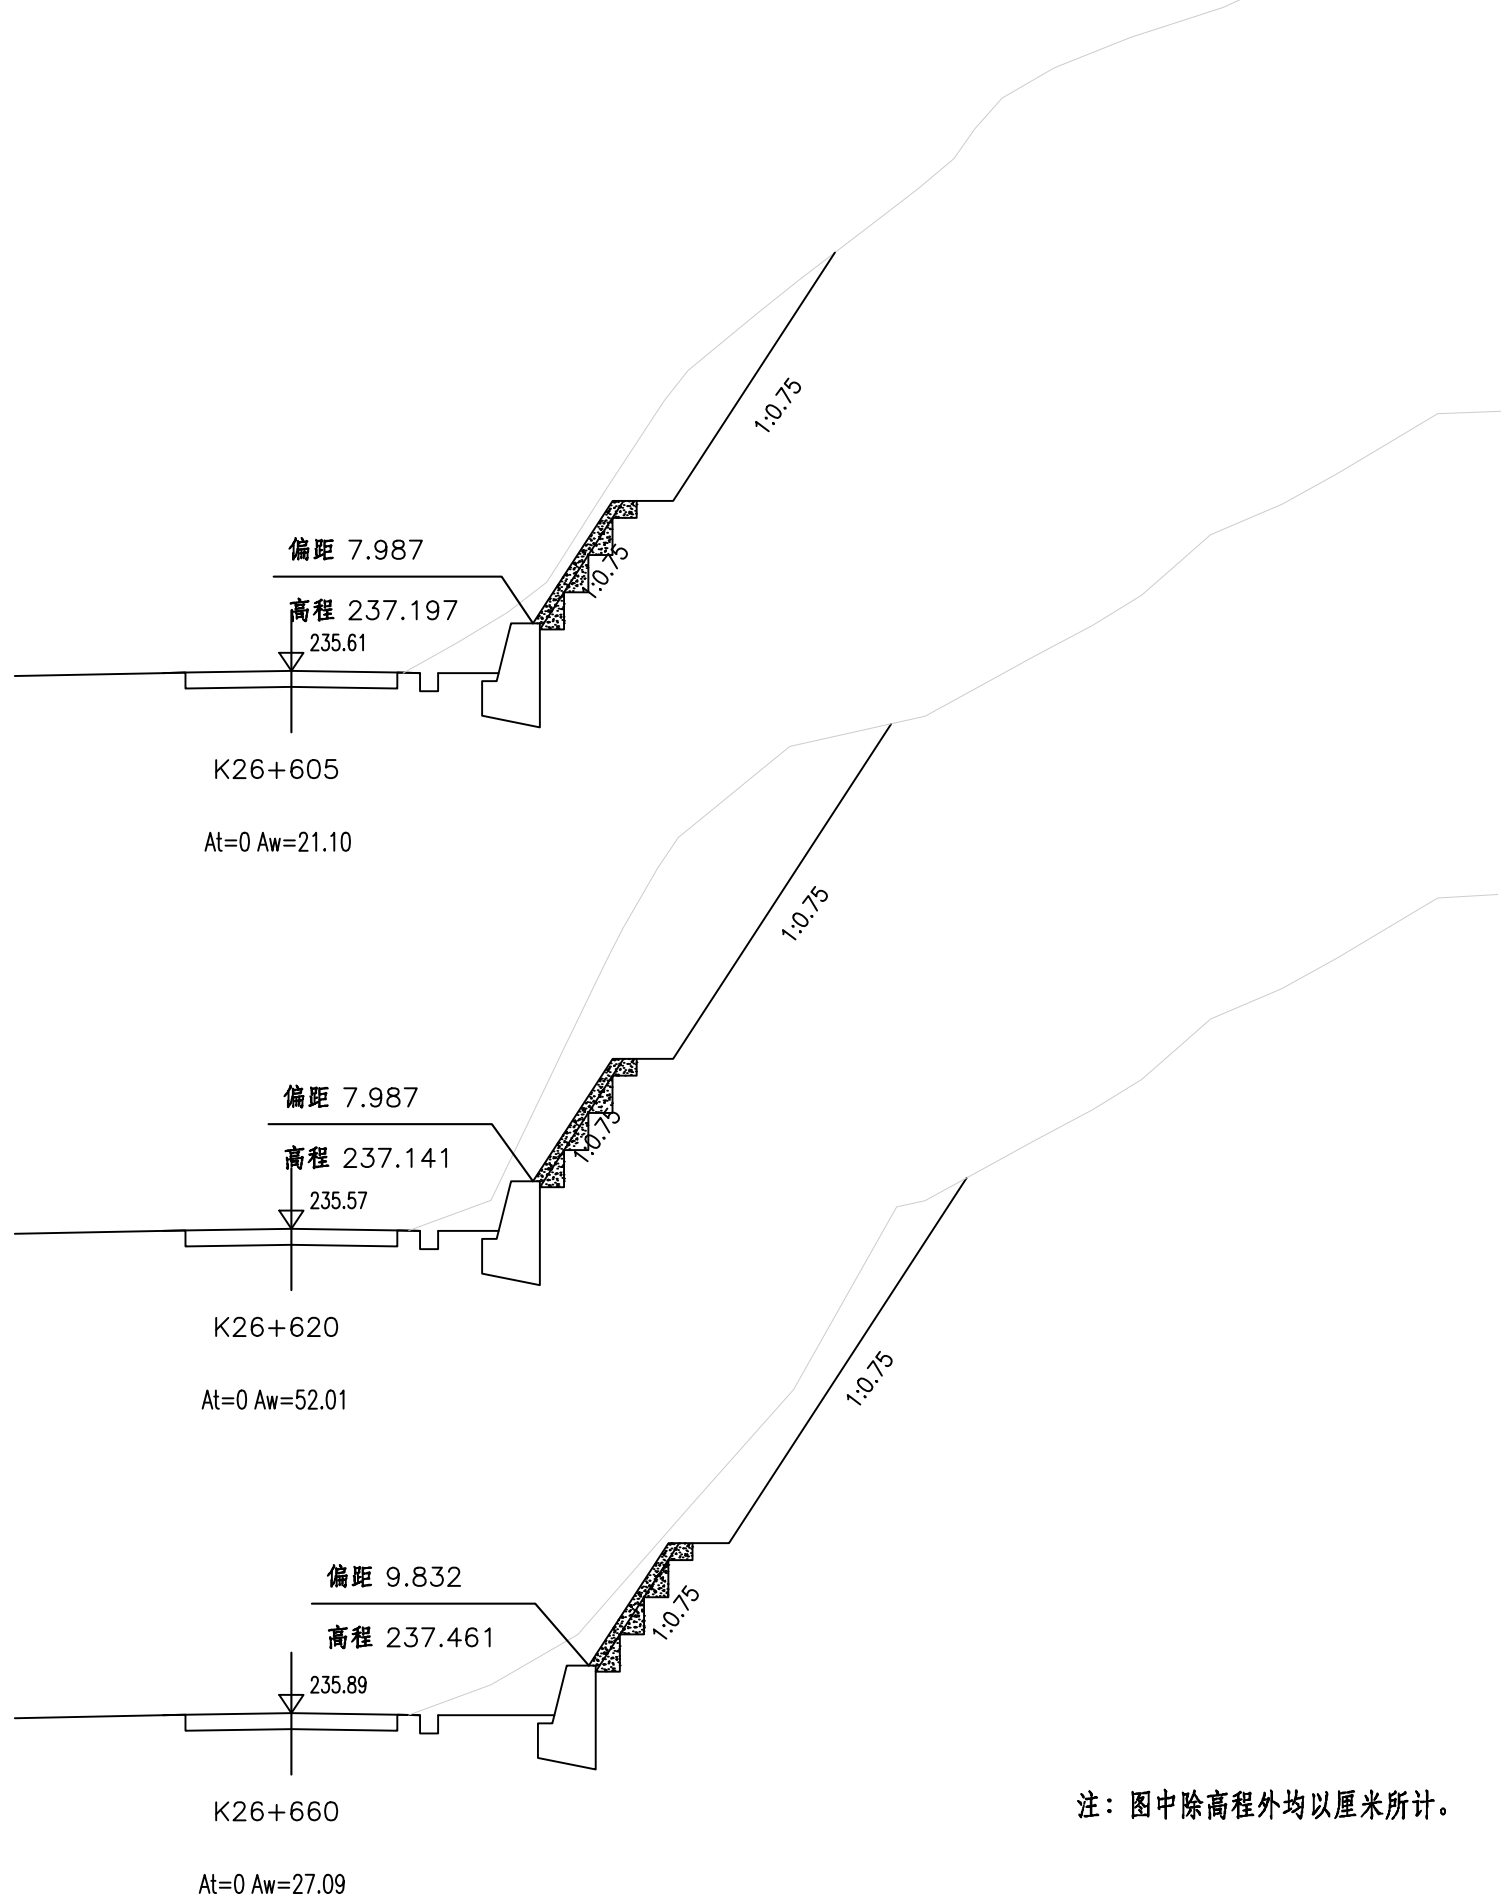 1:0.75
偏距 7.987
1:0.75
高程 237.197
235.61
K26+605
At=0 Aw=21.10
1:0.75
偏距 7.987
1:0.75
高程 237.141
235.57
K26+620
At=0 Aw=52.01
1:0.75
偏距 9.832
1:0.75
高程 237.461
235.89
K26+660
注：图中除高程外均以厘米所计。
At=0 Aw=27.09